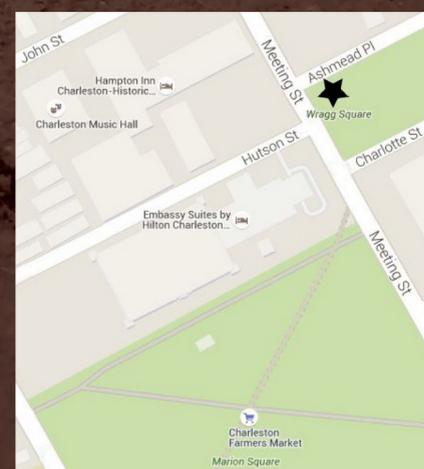 John St
Meeting St
Ashmead Pl
Hampton Inn
Charleston-Historic...
Charleston Music Hall
Wragg Square
Hutson St
Charlotte St
Embassy Suites by
Hilton Charleston...
Meeting St
Charleston
Farmers Market
Marion Square